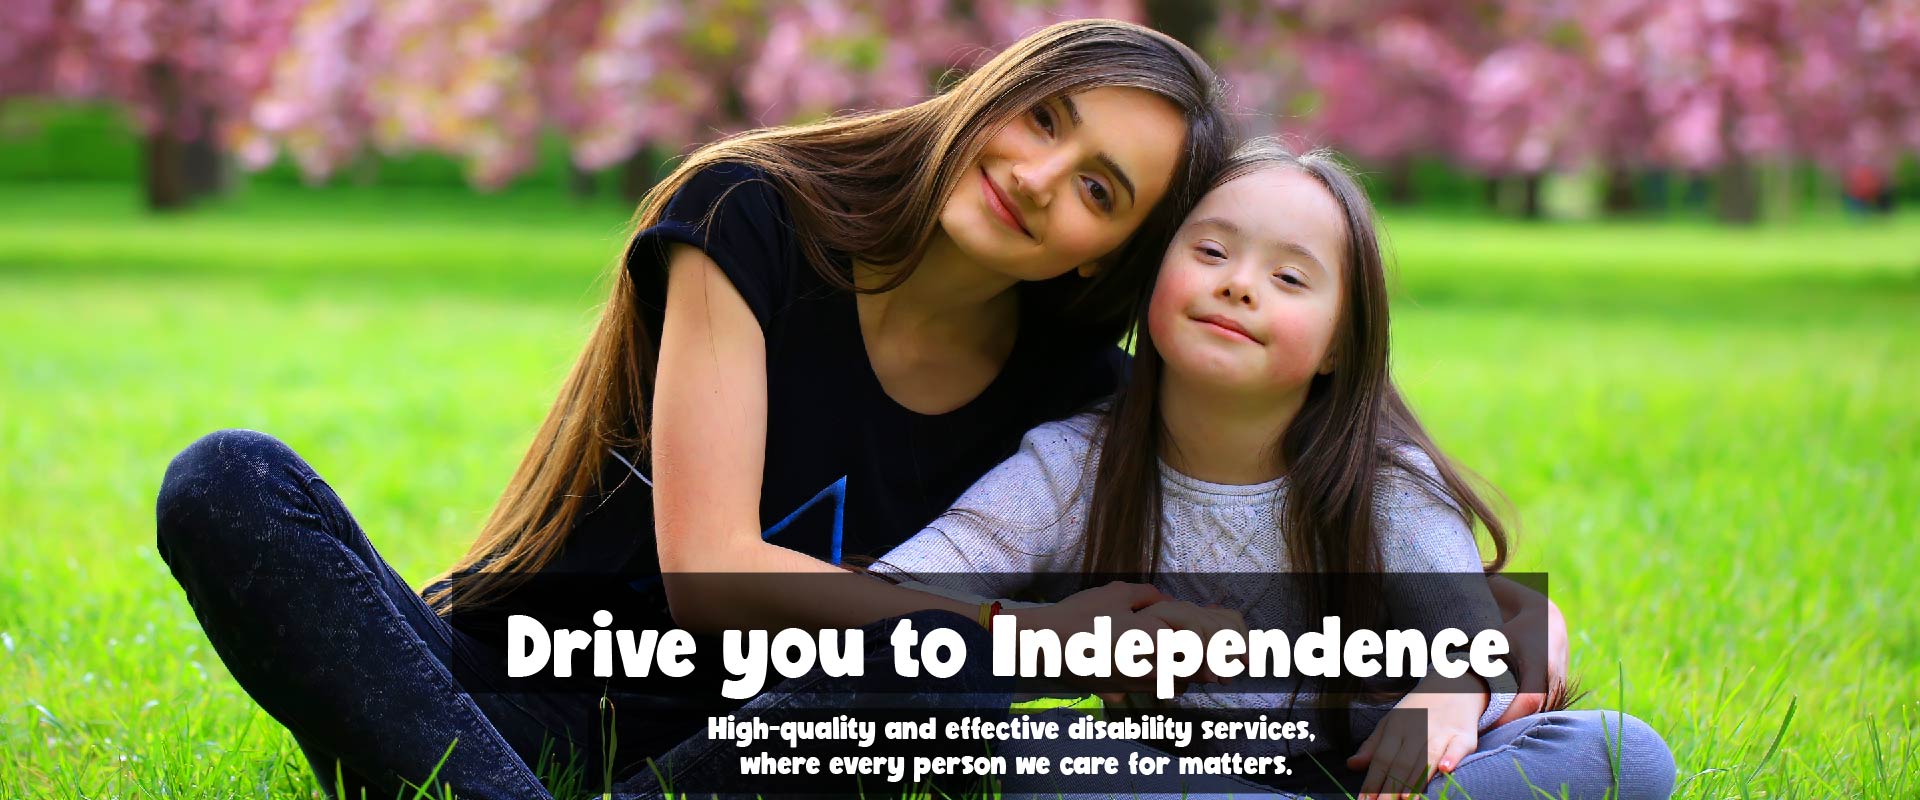 Drive you to Independence
High-quality and effective disability services,
where every person we care for matters.